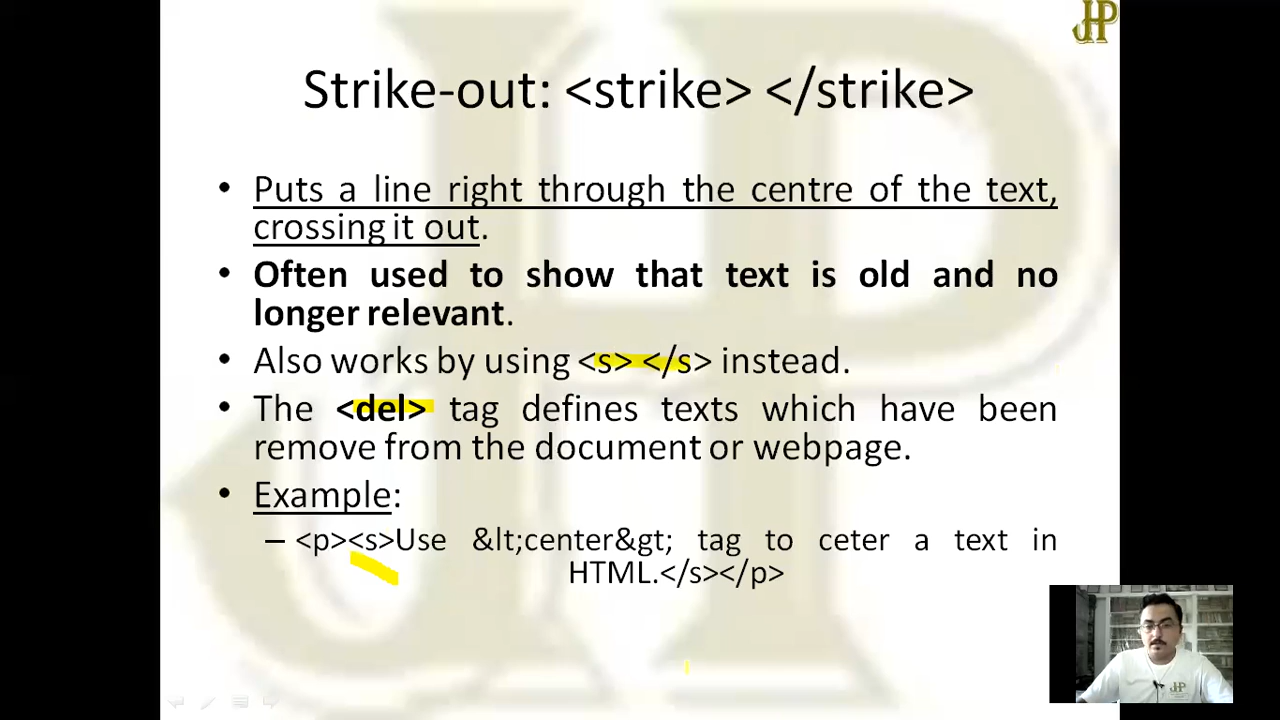 JHP
Strike-out: <strike> </strike>
• Puts a line right through the centre of the text,
crossing it out.
• Often used to show that text is old and no
longer relevant.
• Also works by using <s> </s> instead.
• The <del> tag defines texts which have been
remove from the document or webpage.
• Example:
– <p><s>Use &lt;center&gt; tag to ceter a text in
HTML.</s></p>
JHP